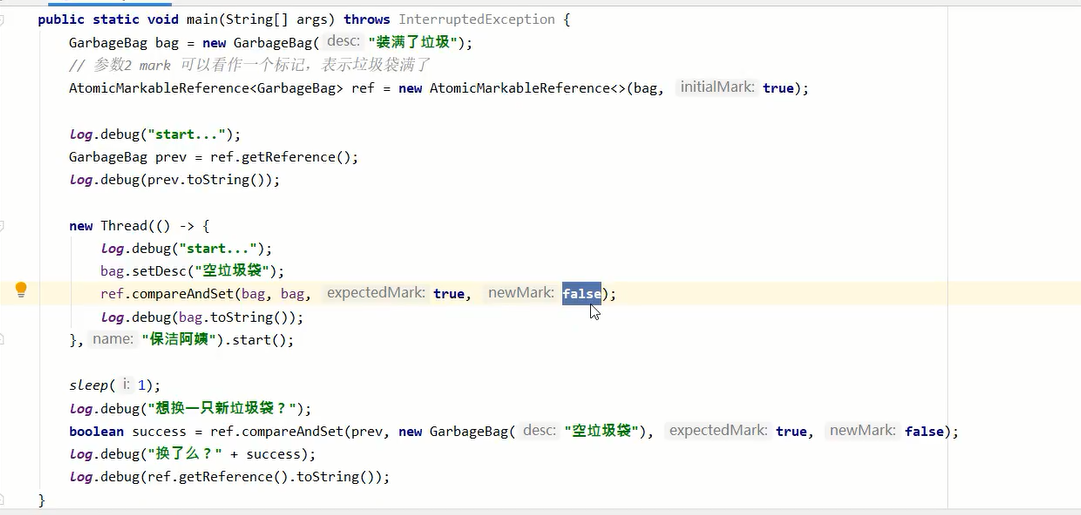 public static void main(String[] args) throws InterruptedException {
GarbageBag bag = new GarbageBag( desc: "装满了垃圾");
// 参数2 mark 可以看作一个标记，表示垃圾袋满了
AtomicMarkableReference<GarbageBag> ref = new AtomicMarkableReference<>(bag, initialMark: true);
log.debug("start...");
GarbageBag prev = ref.getReference();
log.debug(prev.toString());
new Thread(() -> {
log.debug("start...");
bag.setDesc("空垃圾袋");
ref.compareAndSet(bag, bag, expectedMark: true, newMark: false);
log.debug(bag.toString());
}, name: "保洁阿姨").start();
sleep( i: 1);
log.debug("想换一只新垃圾袋？");
boolean success = ref.compareAndSet(prev, new GarbageBag( desc: "空垃圾袋"), expectedMark: true, newMark: false);
log.debug("换了么？" + success);
log.debug(ref.getReference().toString());
}